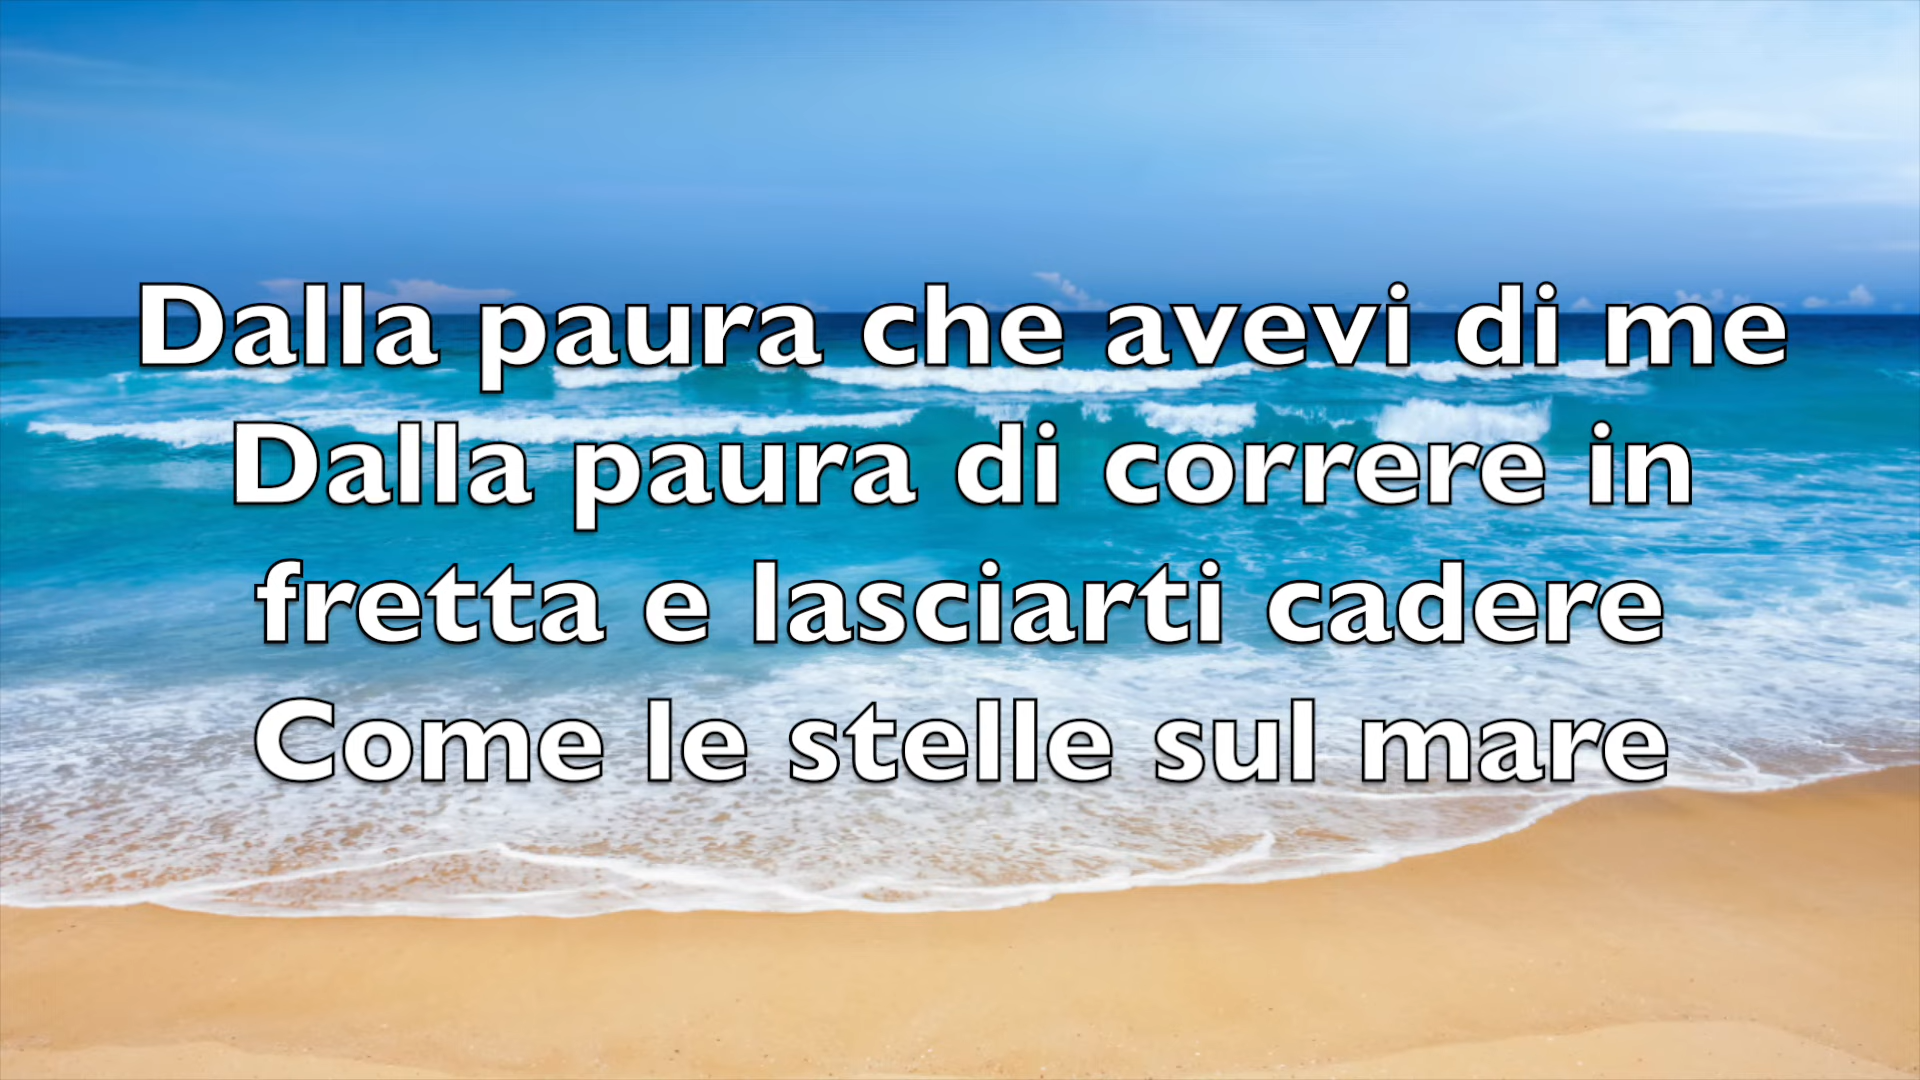 Dalla paura che avevi di me
Dalla paura di correre in
fretta e lasciarti cadere
Come le stelle sul mare